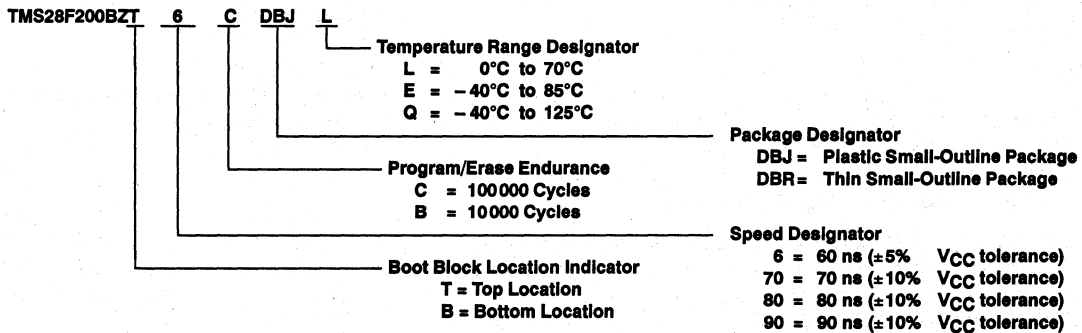 TMS28F200BZT 6 C DBJ L
Temperature Range Designator
L = 0°C to 70°C
E = –40°C to 85°C
Q = –40°C to 125°C
Package Designator
DBJ = Plastic Small-Outline Package
DBR = Thin Small-Outline Package
Program/Erase Endurance
C = 100000 Cycles
B = 10000 Cycles
Speed Designator
6 = 60 ns (±5% VCC tolerance)
70 = 70 ns (±10% VCC tolerance)
80 = 80 ns (±10% VCC tolerance)
90 = 90 ns (±10% VCC tolerance)
Boot Block Location Indicator
T = Top Location
B = Bottom Location